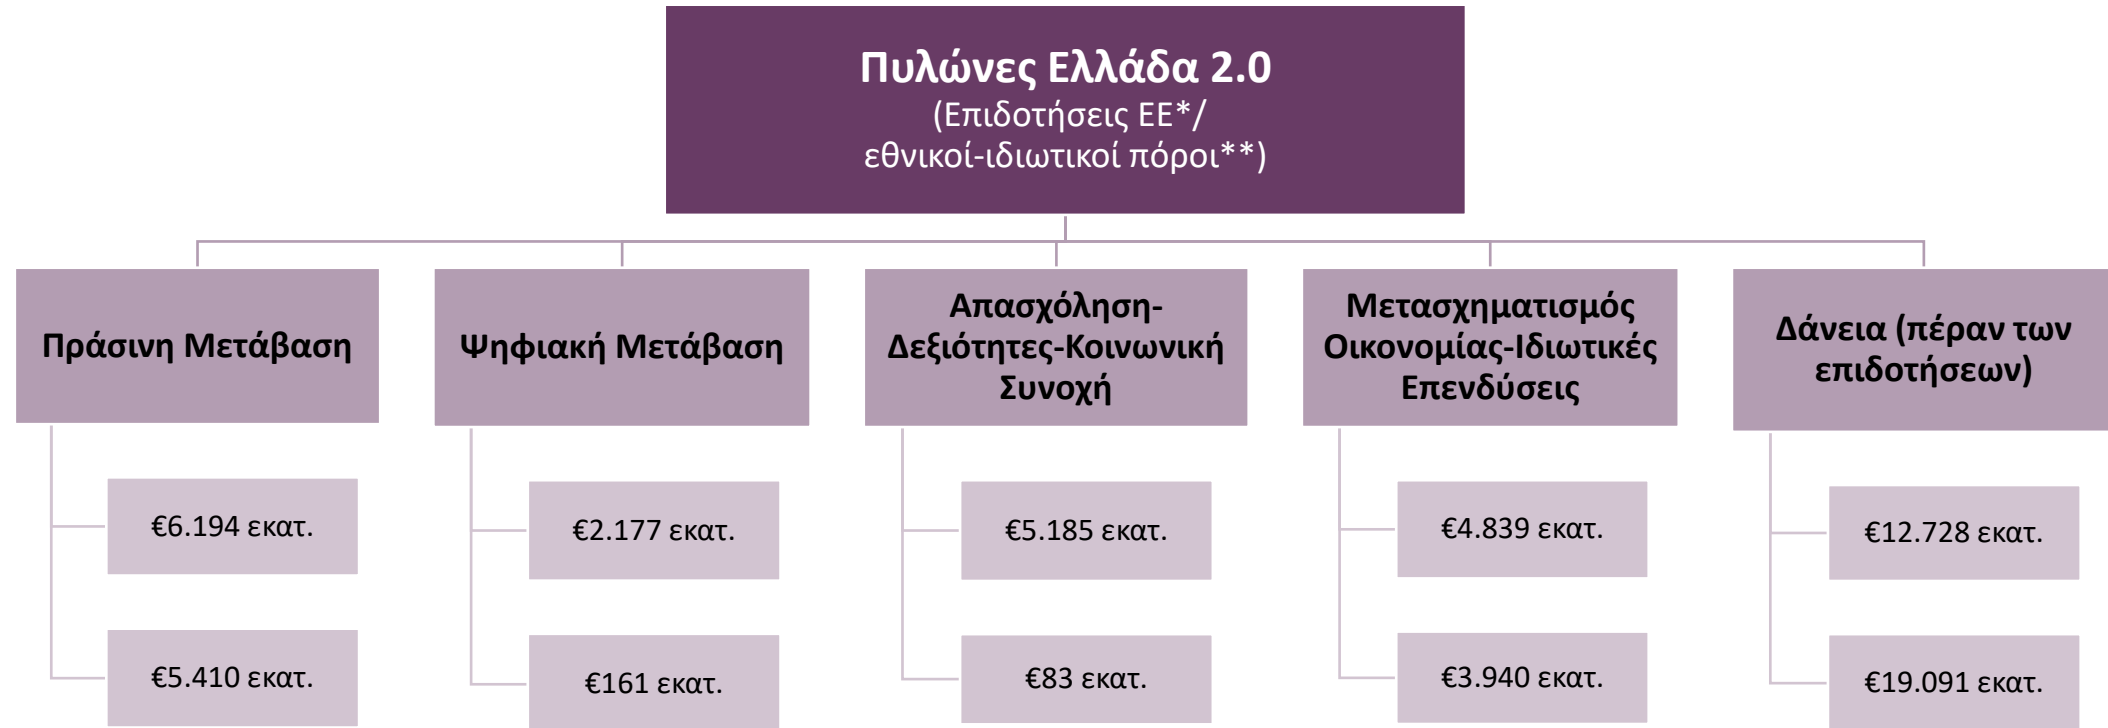 Πυλώνες Ελλάδα 2.0
(Επιδοτήσεις ΕΕ*/
εθνικοί-ιδιωτικοί πόροι**)
Πράσινη Μετάβαση
€6.194 εκατ.
€5.410 εκατ.
Ψηφιακή Μετάβαση
€2.177 εκατ.
€161 εκατ.
Απασχόληση-
Δεξιότητες-Κοινωνική
Συνοχή
€5.185 εκατ.
€83 εκατ.
Μετασχηματισμός
Οικονομίας-Ιδιωτικές
Επενδύσεις
€4.839 εκατ.
€3.940 εκατ.
Δάνεια (πέραν των
επιδοτήσεων)
€12.728 εκατ.
€19.091 εκατ.